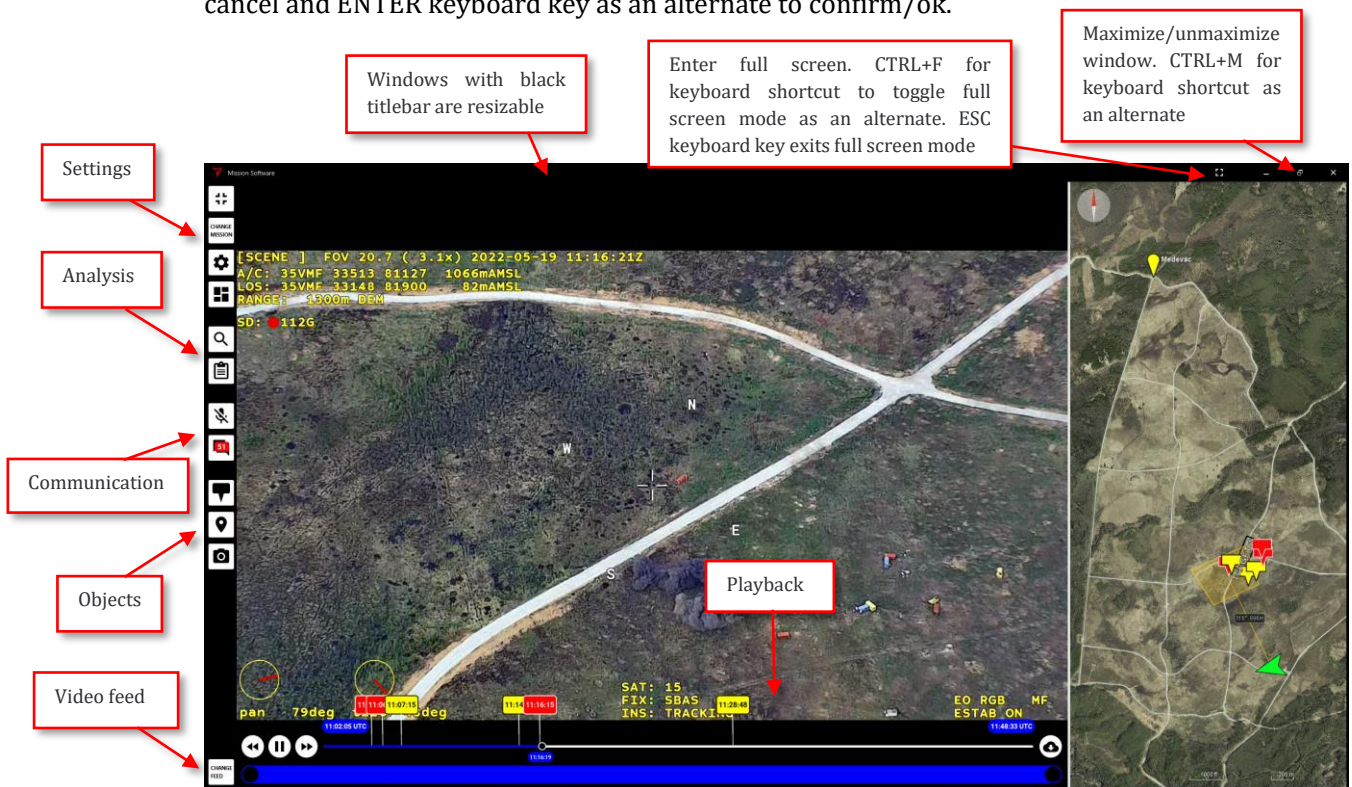 cancel and ENTER keyboard key as an alternate to confirm/ok.
Windows with black
titlebar are resizable
Enter full screen. CTRL+F for
keyboard shortcut to toggle full
screen mode as an alternate. ESC
keyboard key exits full screen mode
Maximize/unmaximize
window. CTRL+M for
keyboard shortcut as
an alternate
Settings
Analysis
Communication
Objects
Video feed
Playback
Mission Software
CHANGE
MISSION
[SCENE ] FOV 20.7 ( 3.1x) 2022-05-19 11:16:21Z
A/C: 35VMF 33513 81127 1066mAMSL
LOS: 35VMF 33148 81900 82mAMSL
RANGE: 1300m DEM
SD: 112G
51
N
W
E
S
Medevac
SAT: 15
FIX: SBAS
INS: TRACKING
EO RGB MF
ESTAB ON
pan 79deg
11:07:15
11:14
11:16:15
11:28:48
11:02:05 UTC
11:48:33 UTC
11:16:19
CHANGE
FEED